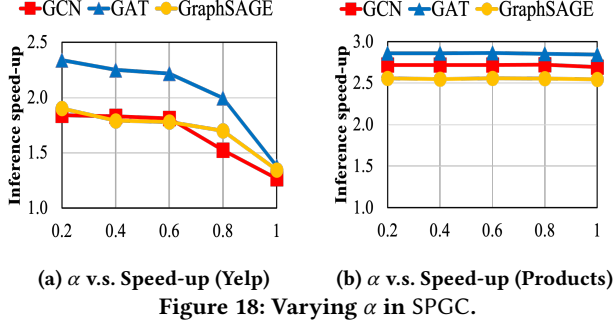 GCN GAT GraphSAGE
Inference speed-up
2.5
2.0
1.5
1.0
0.2 0.4 0.6 0.8 1
(a) α v.s. Speed-up (Yelp)
GCN GAT GraphSAGE
Inference speed-up
3.0
2.5
2.0
1.5
1.0
0.2 0.4 0.6 0.8 1
(b) α v.s. Speed-up (Products)
Figure 18: Varying α in SPGC.